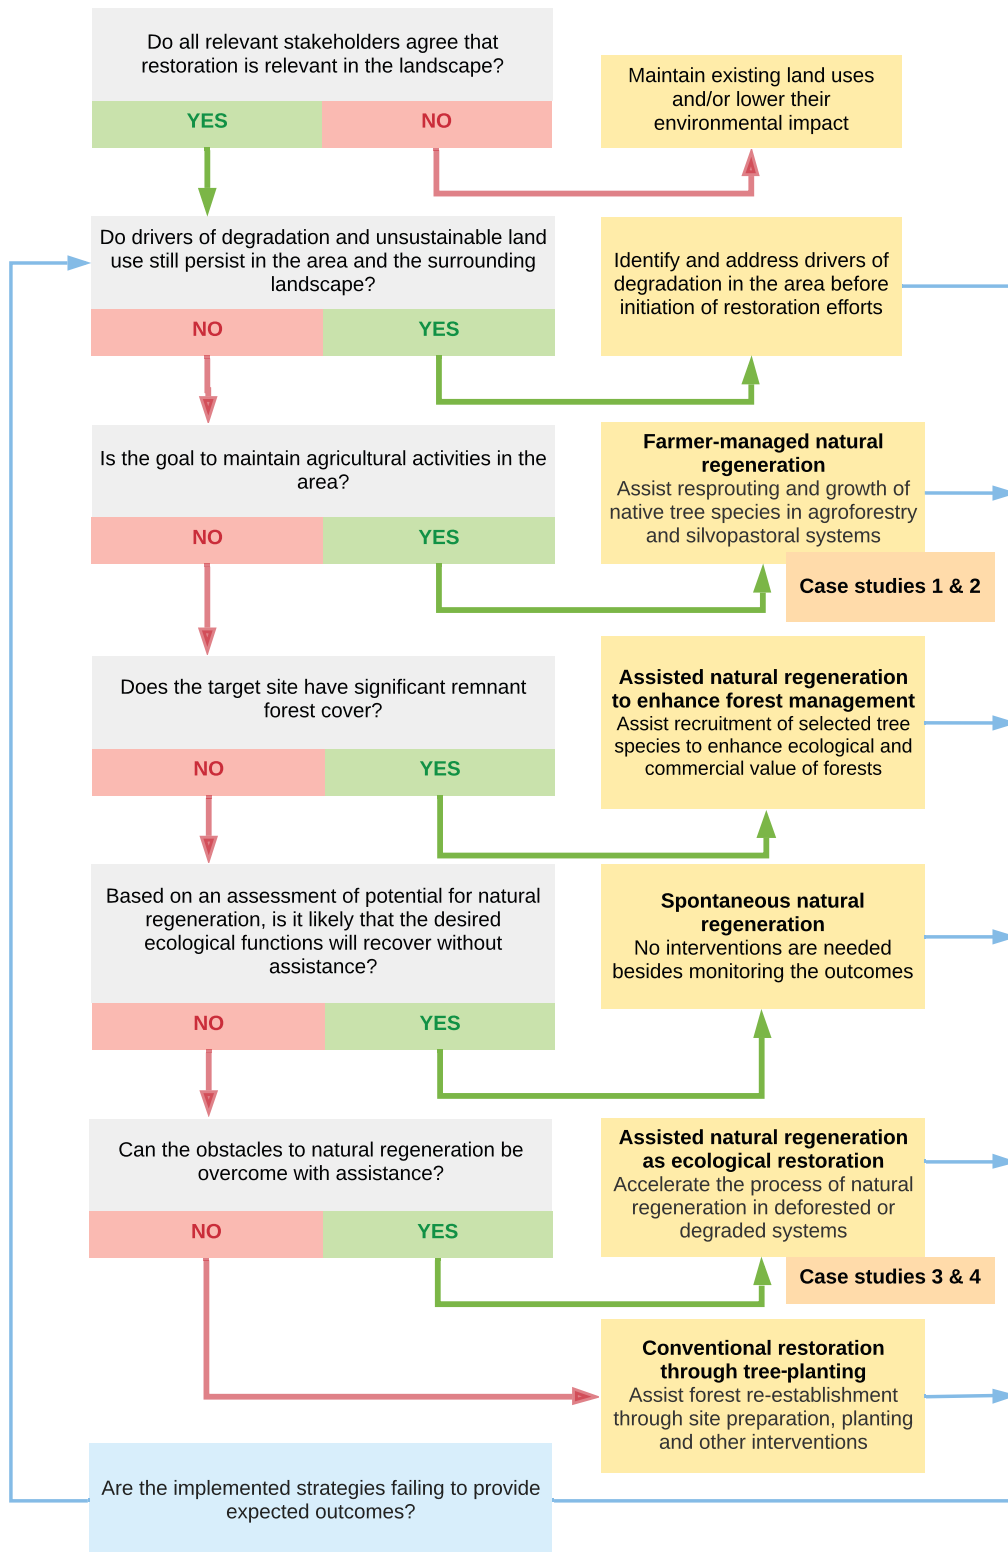 Do all relevant stakeholders agree that
restoration is relevant in the landscape?
YES
NO
Maintain existing land uses
and/or lower their
environmental impact
Do drivers of degradation and unsustainable land
use still persist in the area and the surrounding
landscape?
NO
YES
Identify and address drivers of
degradation in the area before
initiation of restoration efforts
Is the goal to maintain agricultural activities in the
area?
NO
YES
Farmer-managed natural
regeneration
Assist resprouting and growth of
native tree species in agroforestry
and silvopastoral systems
Case studies 1 & 2
Does the target site have significant remnant
forest cover?
NO
YES
Assisted natural regeneration
to enhance forest management
Assist recruitment of selected tree
species to enhance ecological and
commercial value of forests
Based on an assessment of potential for natural
regeneration, is it likely that the desired
ecological functions will recover without
assistance?
NO
YES
Spontaneous natural
regeneration
No interventions are needed
besides monitoring the outcomes
Can the obstacles to natural regeneration be
overcome with assistance?
NO
YES
Assisted natural regeneration
as ecological restoration
Accelerate the process of natural
regeneration in deforested or
degraded systems
Case studies 3 & 4
Conventional restoration
through tree-planting
Assist forest re-establishment
through site preparation, planting
and other interventions
Are the implemented strategies failing to provide
expected outcomes?